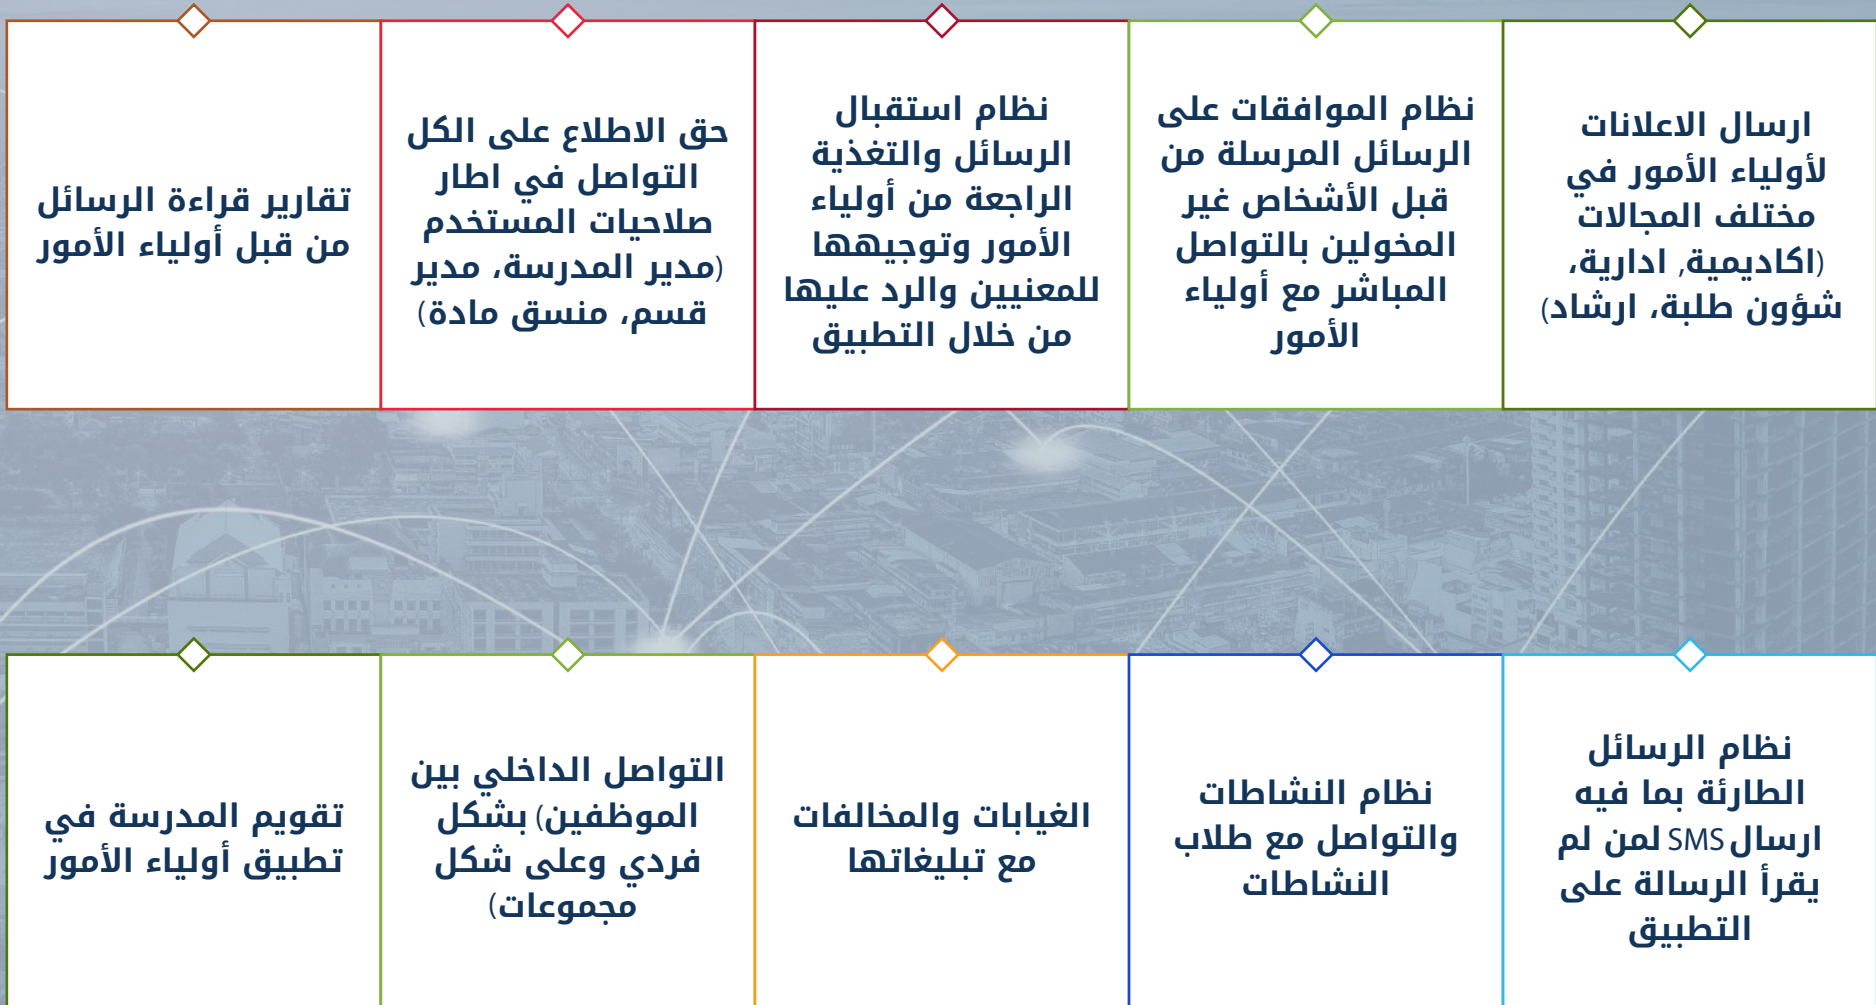 ارسال الاعلانات
لأولياء الأمور في
مختلف المجالات
(اكاديمية, ادارية،
شؤون طلبة، ارشاد)
نظام الموافقات على
الرسائل المرسلة من
قبل الأشخاص غير
المخولين بالتواصل
المباشر مع أولياء
الأمور
نظام استقبال
الرسائل والتغذية
الراجعة من أولياء
الأمور وتوجيهها
للمعنيين والرد عليها
من خلال التطبيق
حق الاطلاع على الكل
التواصل في اطار
صلاحيات المستخدم
(مدير المدرسة، مدير
قسم، منسق مادة)
تقارير قراءة الرسائل
من قبل أولياء الأمور
نظام الرسائل
الطارئة بما فيه
ارسال SMS لمن لم
يقرأ الرسالة على
التطبيق
نظام النشاطات
والتواصل مع طلاب
النشاطات
الغيابات والمخالفات
مع تبليغاتها
التواصل الداخلي بين
الموظفين) بشكل
فردي وعلى شكل
مجموعات)
تقويم المدرسة في
تطبيق أولياء الأمور